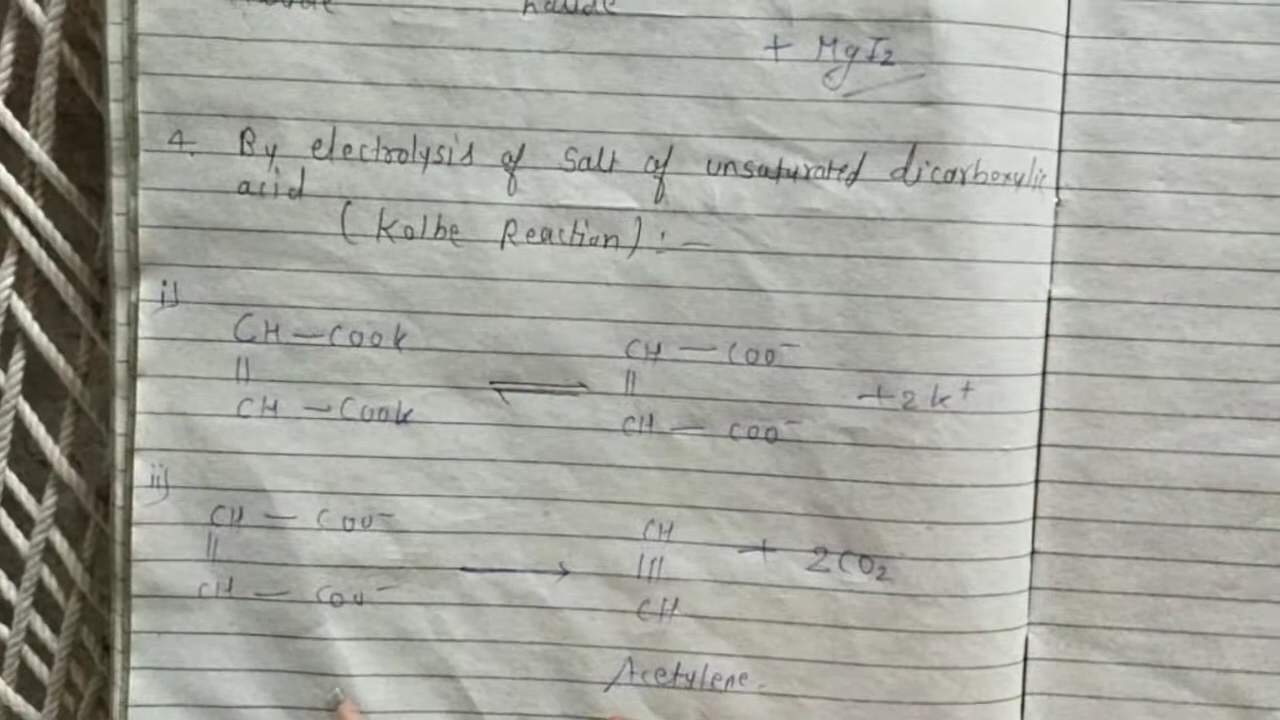 + MgI2
4. By electrolysis of Salt of unsaturated dicarboxylic
acid
(Kolbe Reaction) : —
i)
CH — COOK
||
CH — COOK
⇌
CH — COO⁻
||
CH — COO⁻
+ 2K⁺
ii)
CH — COO⁻
||
CH — COO⁻
⟶
CH
|||
CH
+ 2CO2
Acetylene.